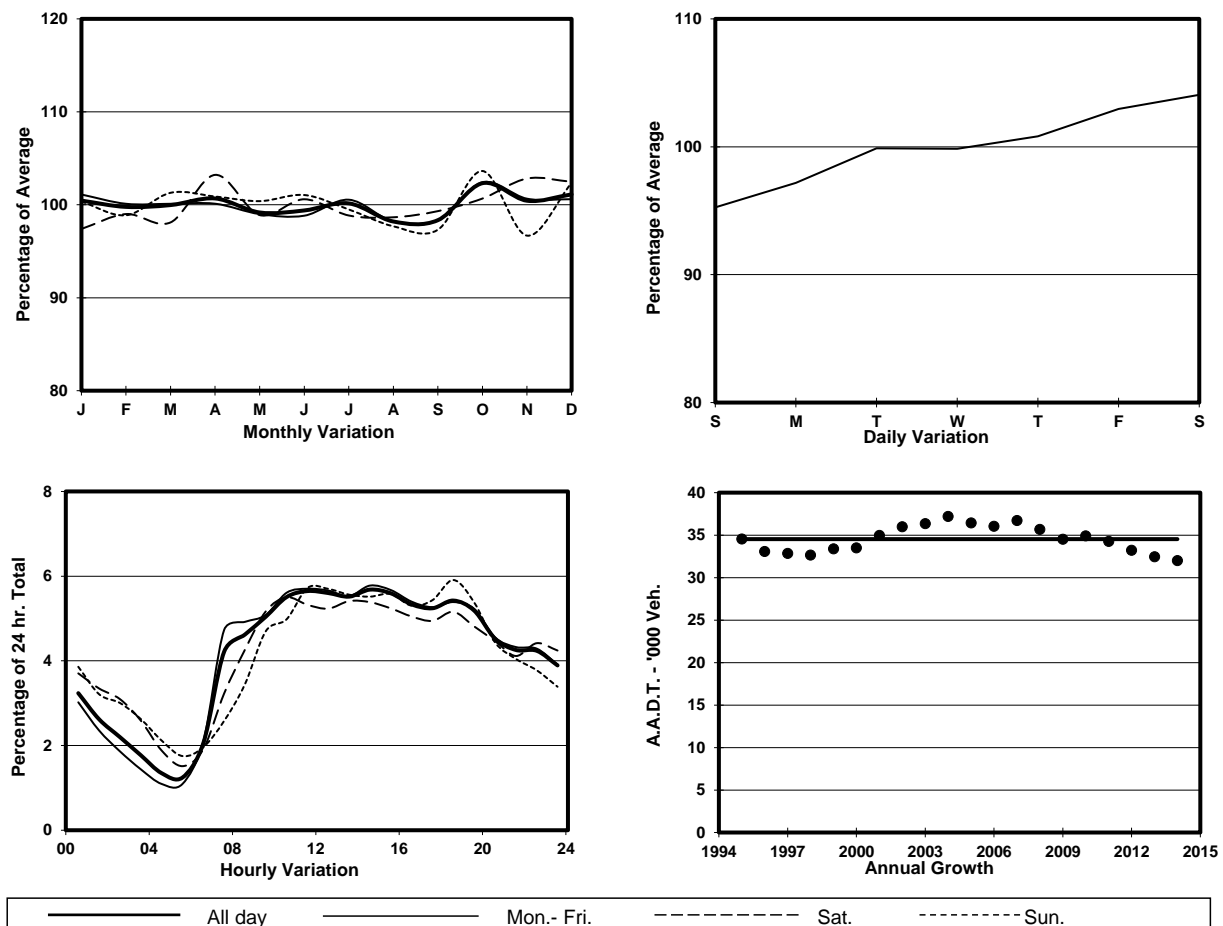 120
110
100
90
80
Percentage of Average
J F M A M J J A S O N D
Monthly Variation
110
100
90
80
Percentage of Average
S M T W T F S
Daily Variation
8
6
4
2
0
Percentage of 24 hr. Total
00 04 08 12 16 20 24
Hourly Variation
40
35
30
25
20
15
10
5
0
A.A.D.T. - '000 Veh.
1994 1997 2000 2003 2006 2009 2012 2015
Annual Growth
All day Mon.- Fri. Sat. Sun.